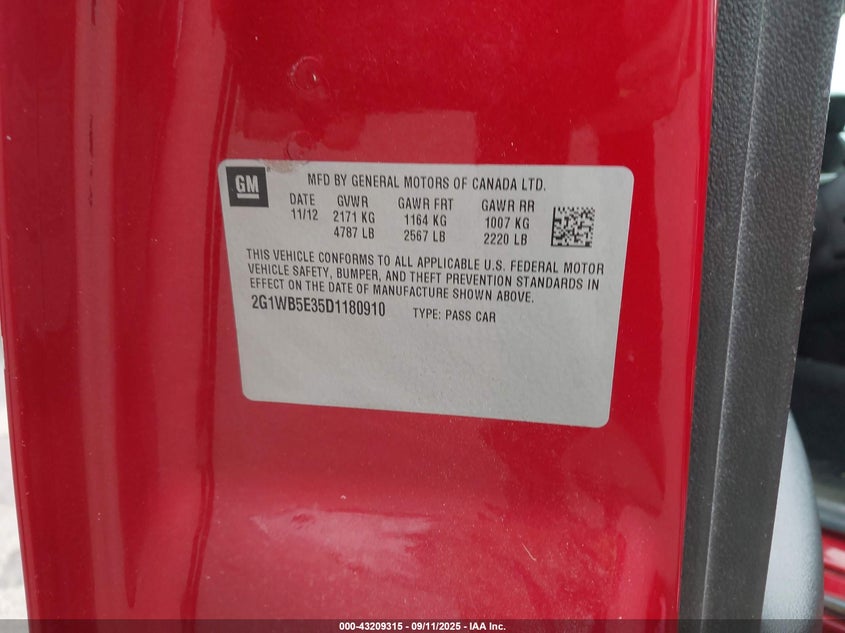 GM
MFD BY GENERAL MOTORS OF CANADA LTD.
DATE GVWR GAWR FRT GAWR RR
11/12 2171 KG 1164 KG 1007 KG
4787 LB 2567 LB 2220 LB
THIS VEHICLE CONFORMS TO ALL APPLICABLE U.S. FEDERAL MOTOR
VEHICLE SAFETY, BUMPER, AND THEFT PREVENTION STANDARDS IN
EFFECT ON THE DATE OF MANUFACTURE SHOWN ABOVE.
2G1WB5E35D1180910 TYPE: PASS CAR
000-43209315 - 09/11/2025 - IAA Inc.